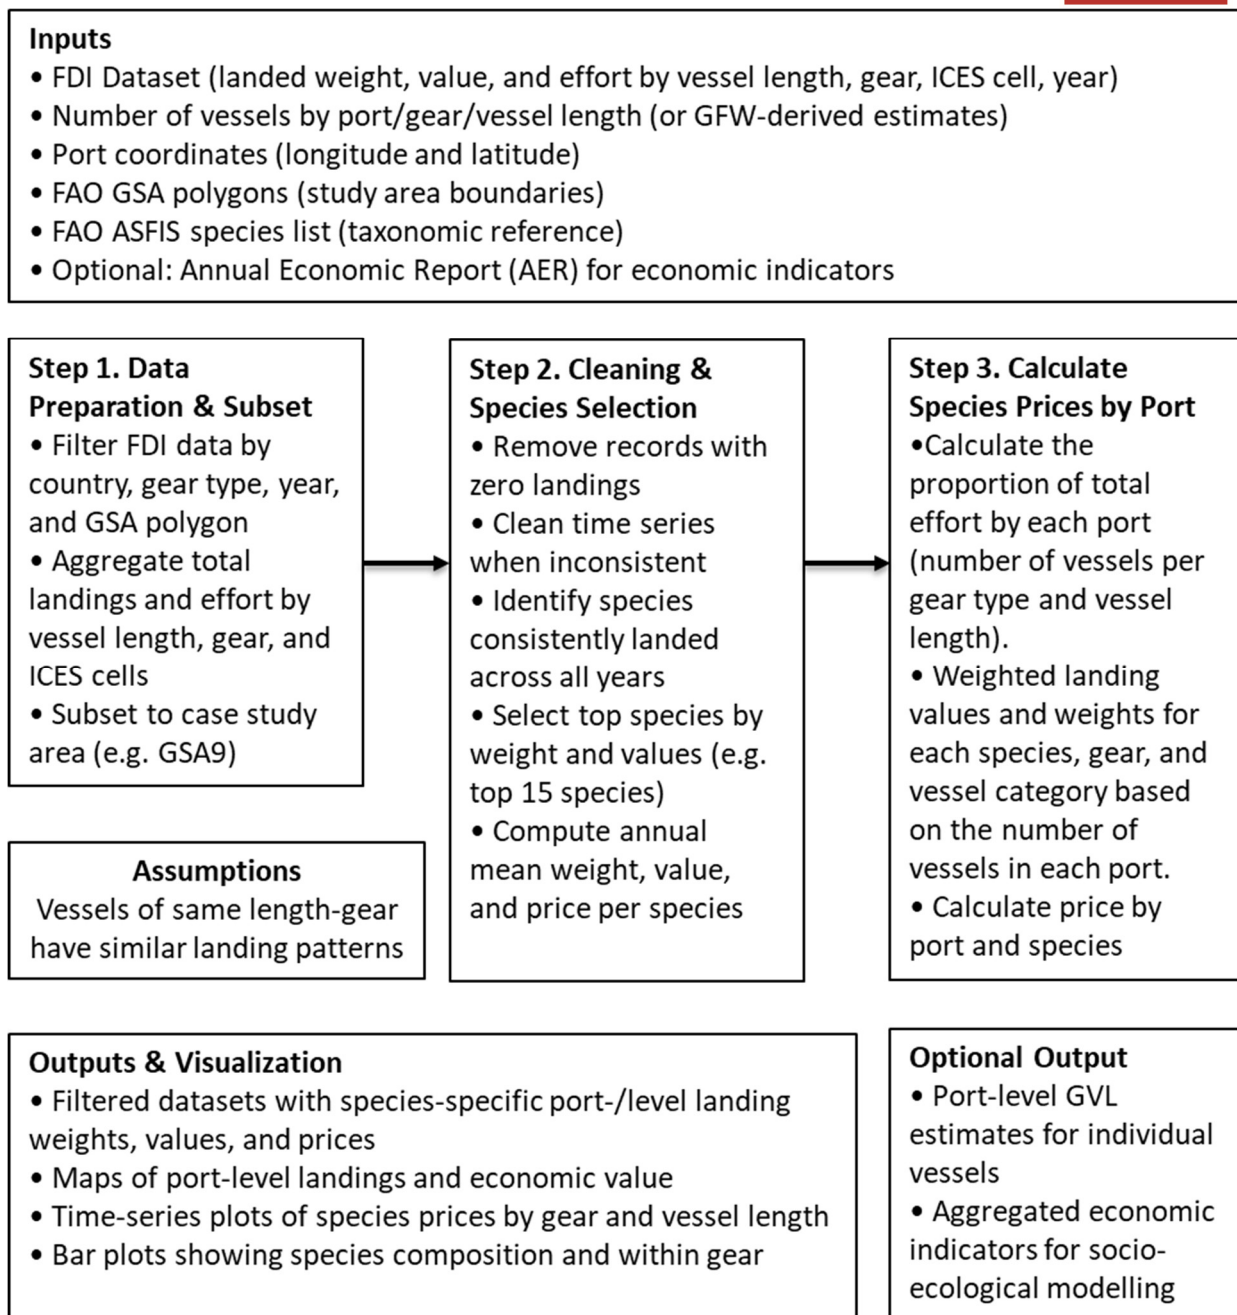 Inputs
• FDI Dataset (landed weight, value, and effort by vessel length, gear, ICES cell, year)
• Number of vessels by port/gear/vessel length (or GFW-derived estimates)
• Port coordinates (longitude and latitude)
• FAO GSA polygons (study area boundaries)
• FAO ASFIS species list (taxonomic reference)
• Optional: Annual Economic Report (AER) for economic indicators
Step 1. Data
Preparation & Subset
• Filter FDI data by
country, gear type, year,
and GSA polygon
• Aggregate total
landings and effort by
vessel length, gear, and
ICES cells
• Subset to case study
area (e.g. GSA9)
Assumptions
Vessels of same length-gear
have similar landing patterns
Step 2. Cleaning &
Species Selection
• Remove records with
zero landings
• Clean time series
when inconsistent
• Identify species
consistently landed
across all years
• Select top species by
weight and values (e.g.
top 15 species)
• Compute annual
mean weight, value,
and price per species
Step 3. Calculate
Species Prices by Port
•Calculate the
proportion of total
effort by each port
(number of vessels per
gear type and vessel
length).
• Weighted landing
values and weights for
each species, gear, and
vessel category based
on the number of
vessels in each port.
• Calculate price by
port and species
Outputs & Visualization
• Filtered datasets with species-specific port-/level landing
weights, values, and prices
• Maps of port-level landings and economic value
• Time-series plots of species prices by gear and vessel length
• Bar plots showing species composition and within gear
Optional Output
• Port-level GVL
estimates for individual
vessels
• Aggregated economic
indicators for socio-
ecological modelling